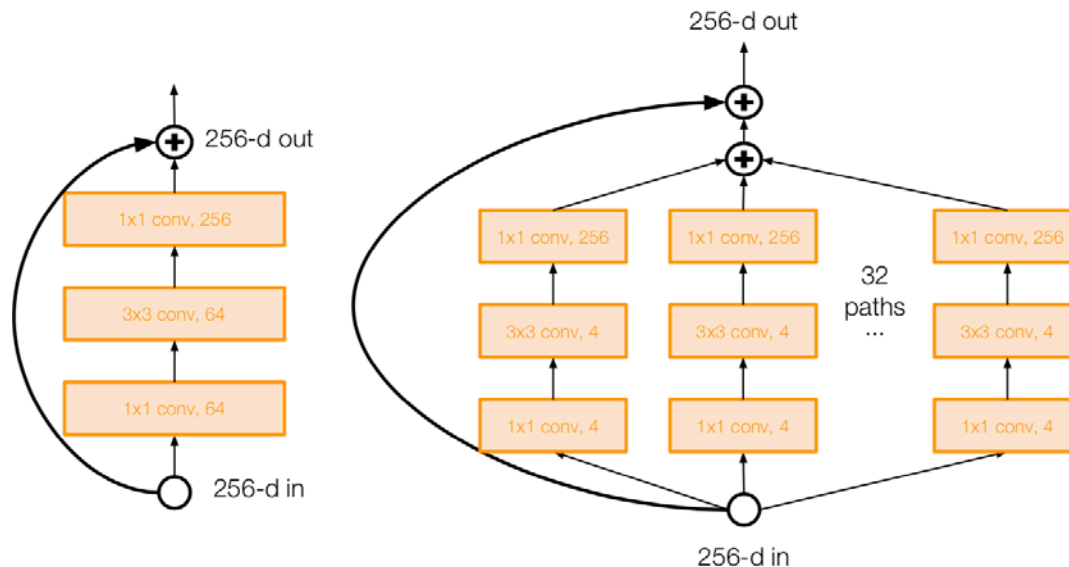 256-d out
1x1 conv, 256
3x3 conv, 64
1x1 conv, 64
256-d in
256-d out
1x1 conv, 256
1x1 conv, 256
1x1 conv, 256
32
paths
...
3x3 conv, 4
3x3 conv, 4
3x3 conv, 4
1x1 conv, 4
1x1 conv, 4
1x1 conv, 4
256-d in